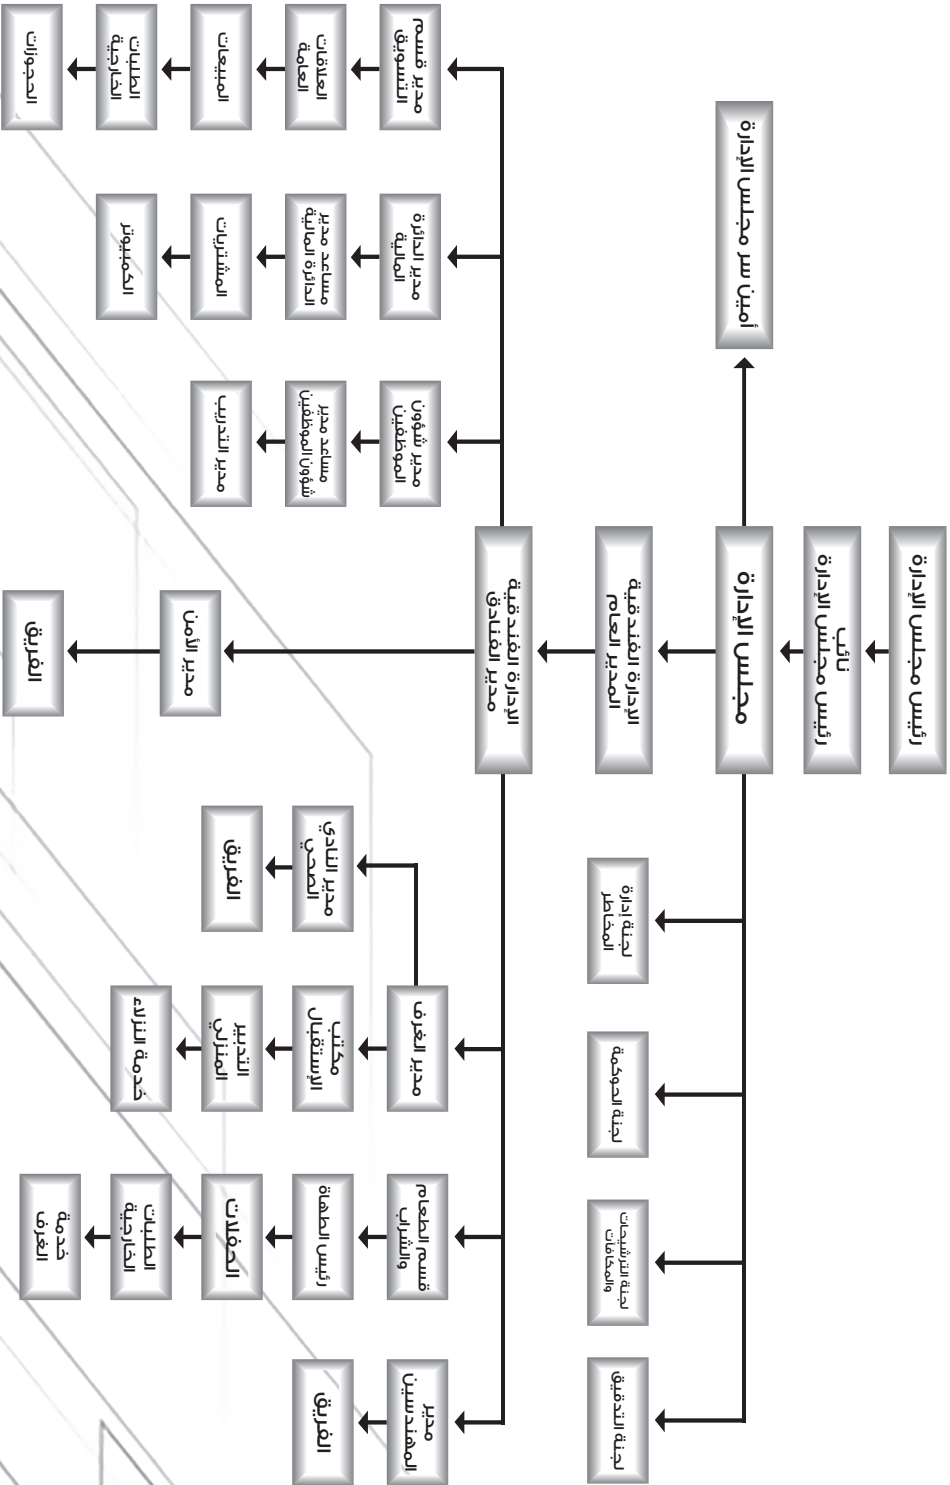 رئيس مجلس الإدارة
نائب
رئيس مجلس الإدارة
أمين سر مجلس الإدارة
مجلس الإدارة
لجنة إدارة
المخاطر
لجنة الحوكمة
لجنة الترشيحات
والمكافآت
لجنة التدقيق
الإدارة الفندقية
المدير العام
الإدارة الفندقية
مدير الفنادق
مدير قسم
التسويق
العلاقات
العامة
المبيعات
الطلبات
الخارجية
الحجوزات
مدير الدائرة
المالية
مساعد مدير
الدائرة المالية
المشتريات
الكمبيوتر
مدير شؤون
الموظفين
مساعد مدير
شؤون الموظفين
مدير التدريب
مدير الأمن
الفريق
مدير النادي
الصحي
الفريق
مدير الغرف
مكتب
الإستقبال
التدبير
المنزلي
خدمة النزلاء
قسم الطعام
والشراب
رئيس الطهاة
الحفلات
الطلبات
الخارجية
خدمة
الغرف
مدير
المهندسين
الفريق